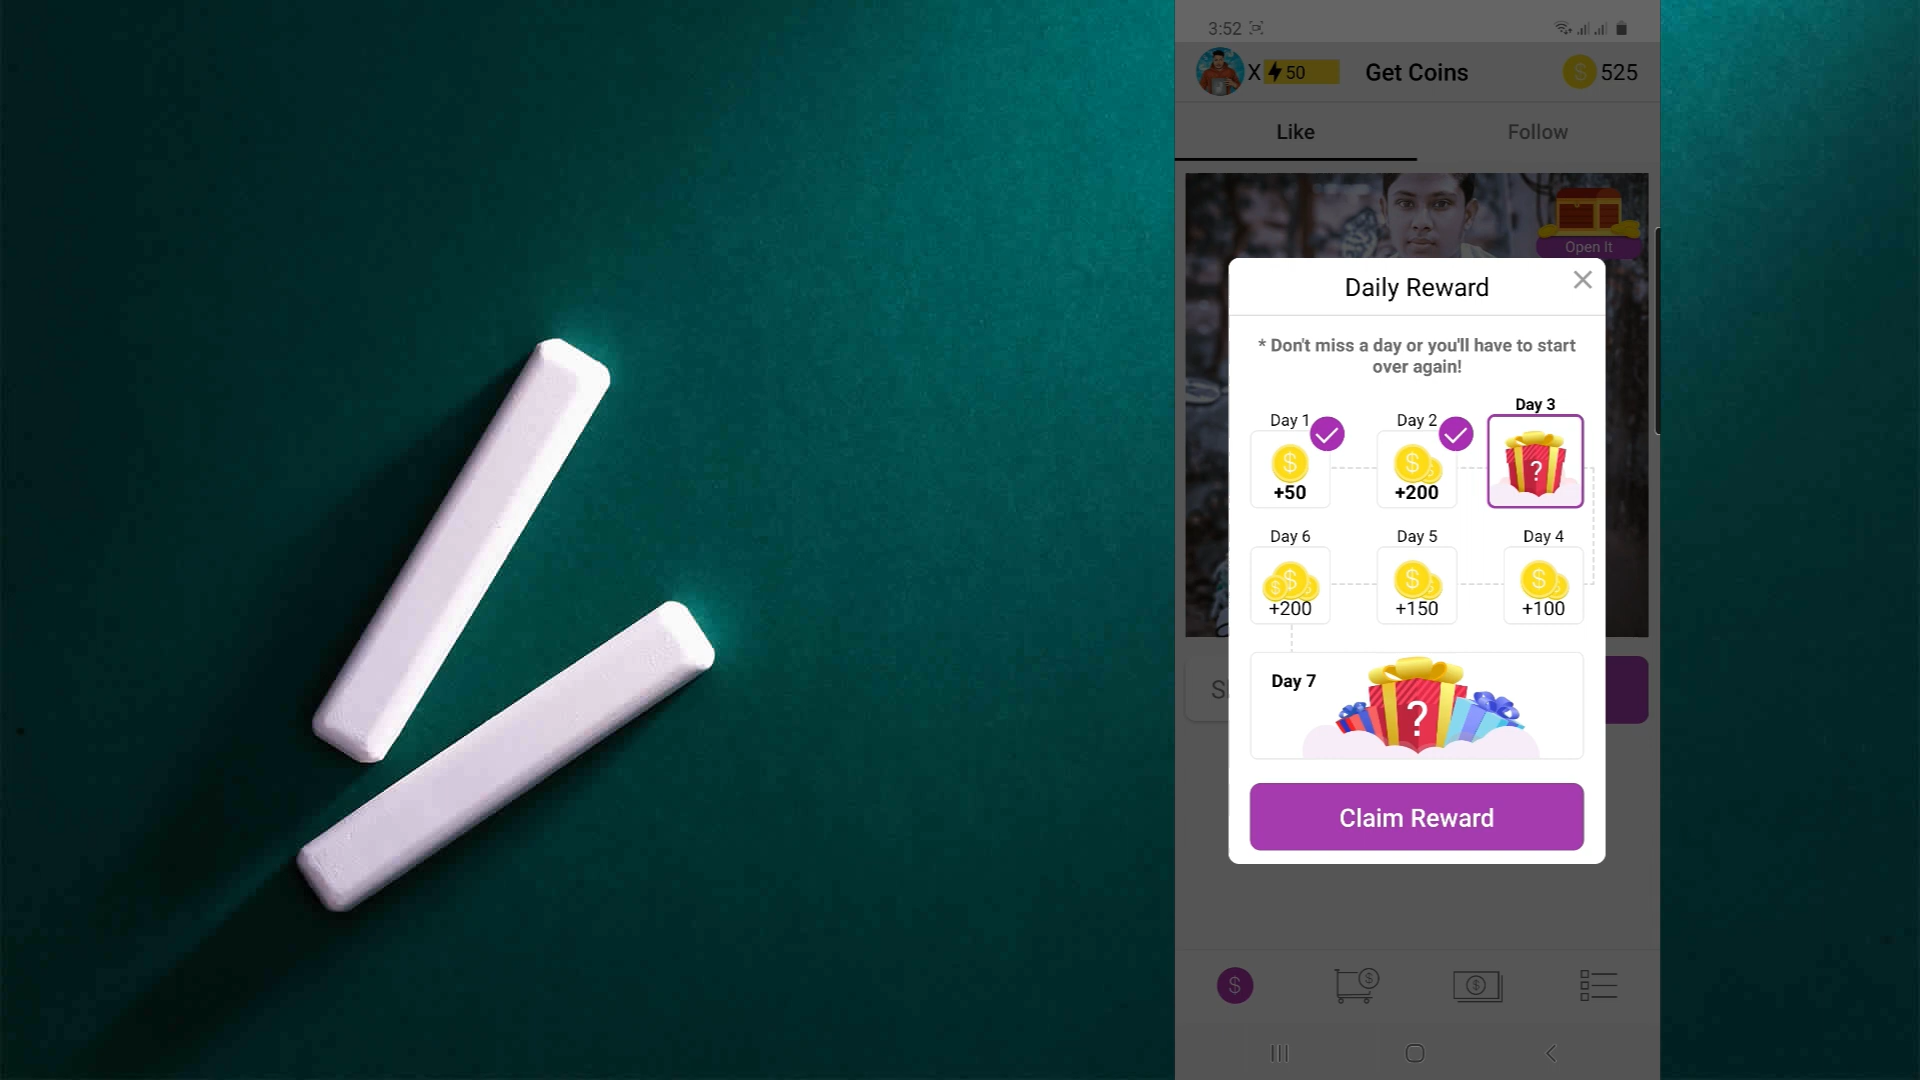 3:52
X 50 Get Coins 525
Like Follow
Open It
Daily Reward
* Don't miss a day or you'll have to start
over again!
Day 1 Day 2 Day 3
+50 +200 ?
Day 6 Day 5 Day 4
+200 +150 +100
Day 7
?
Claim Reward